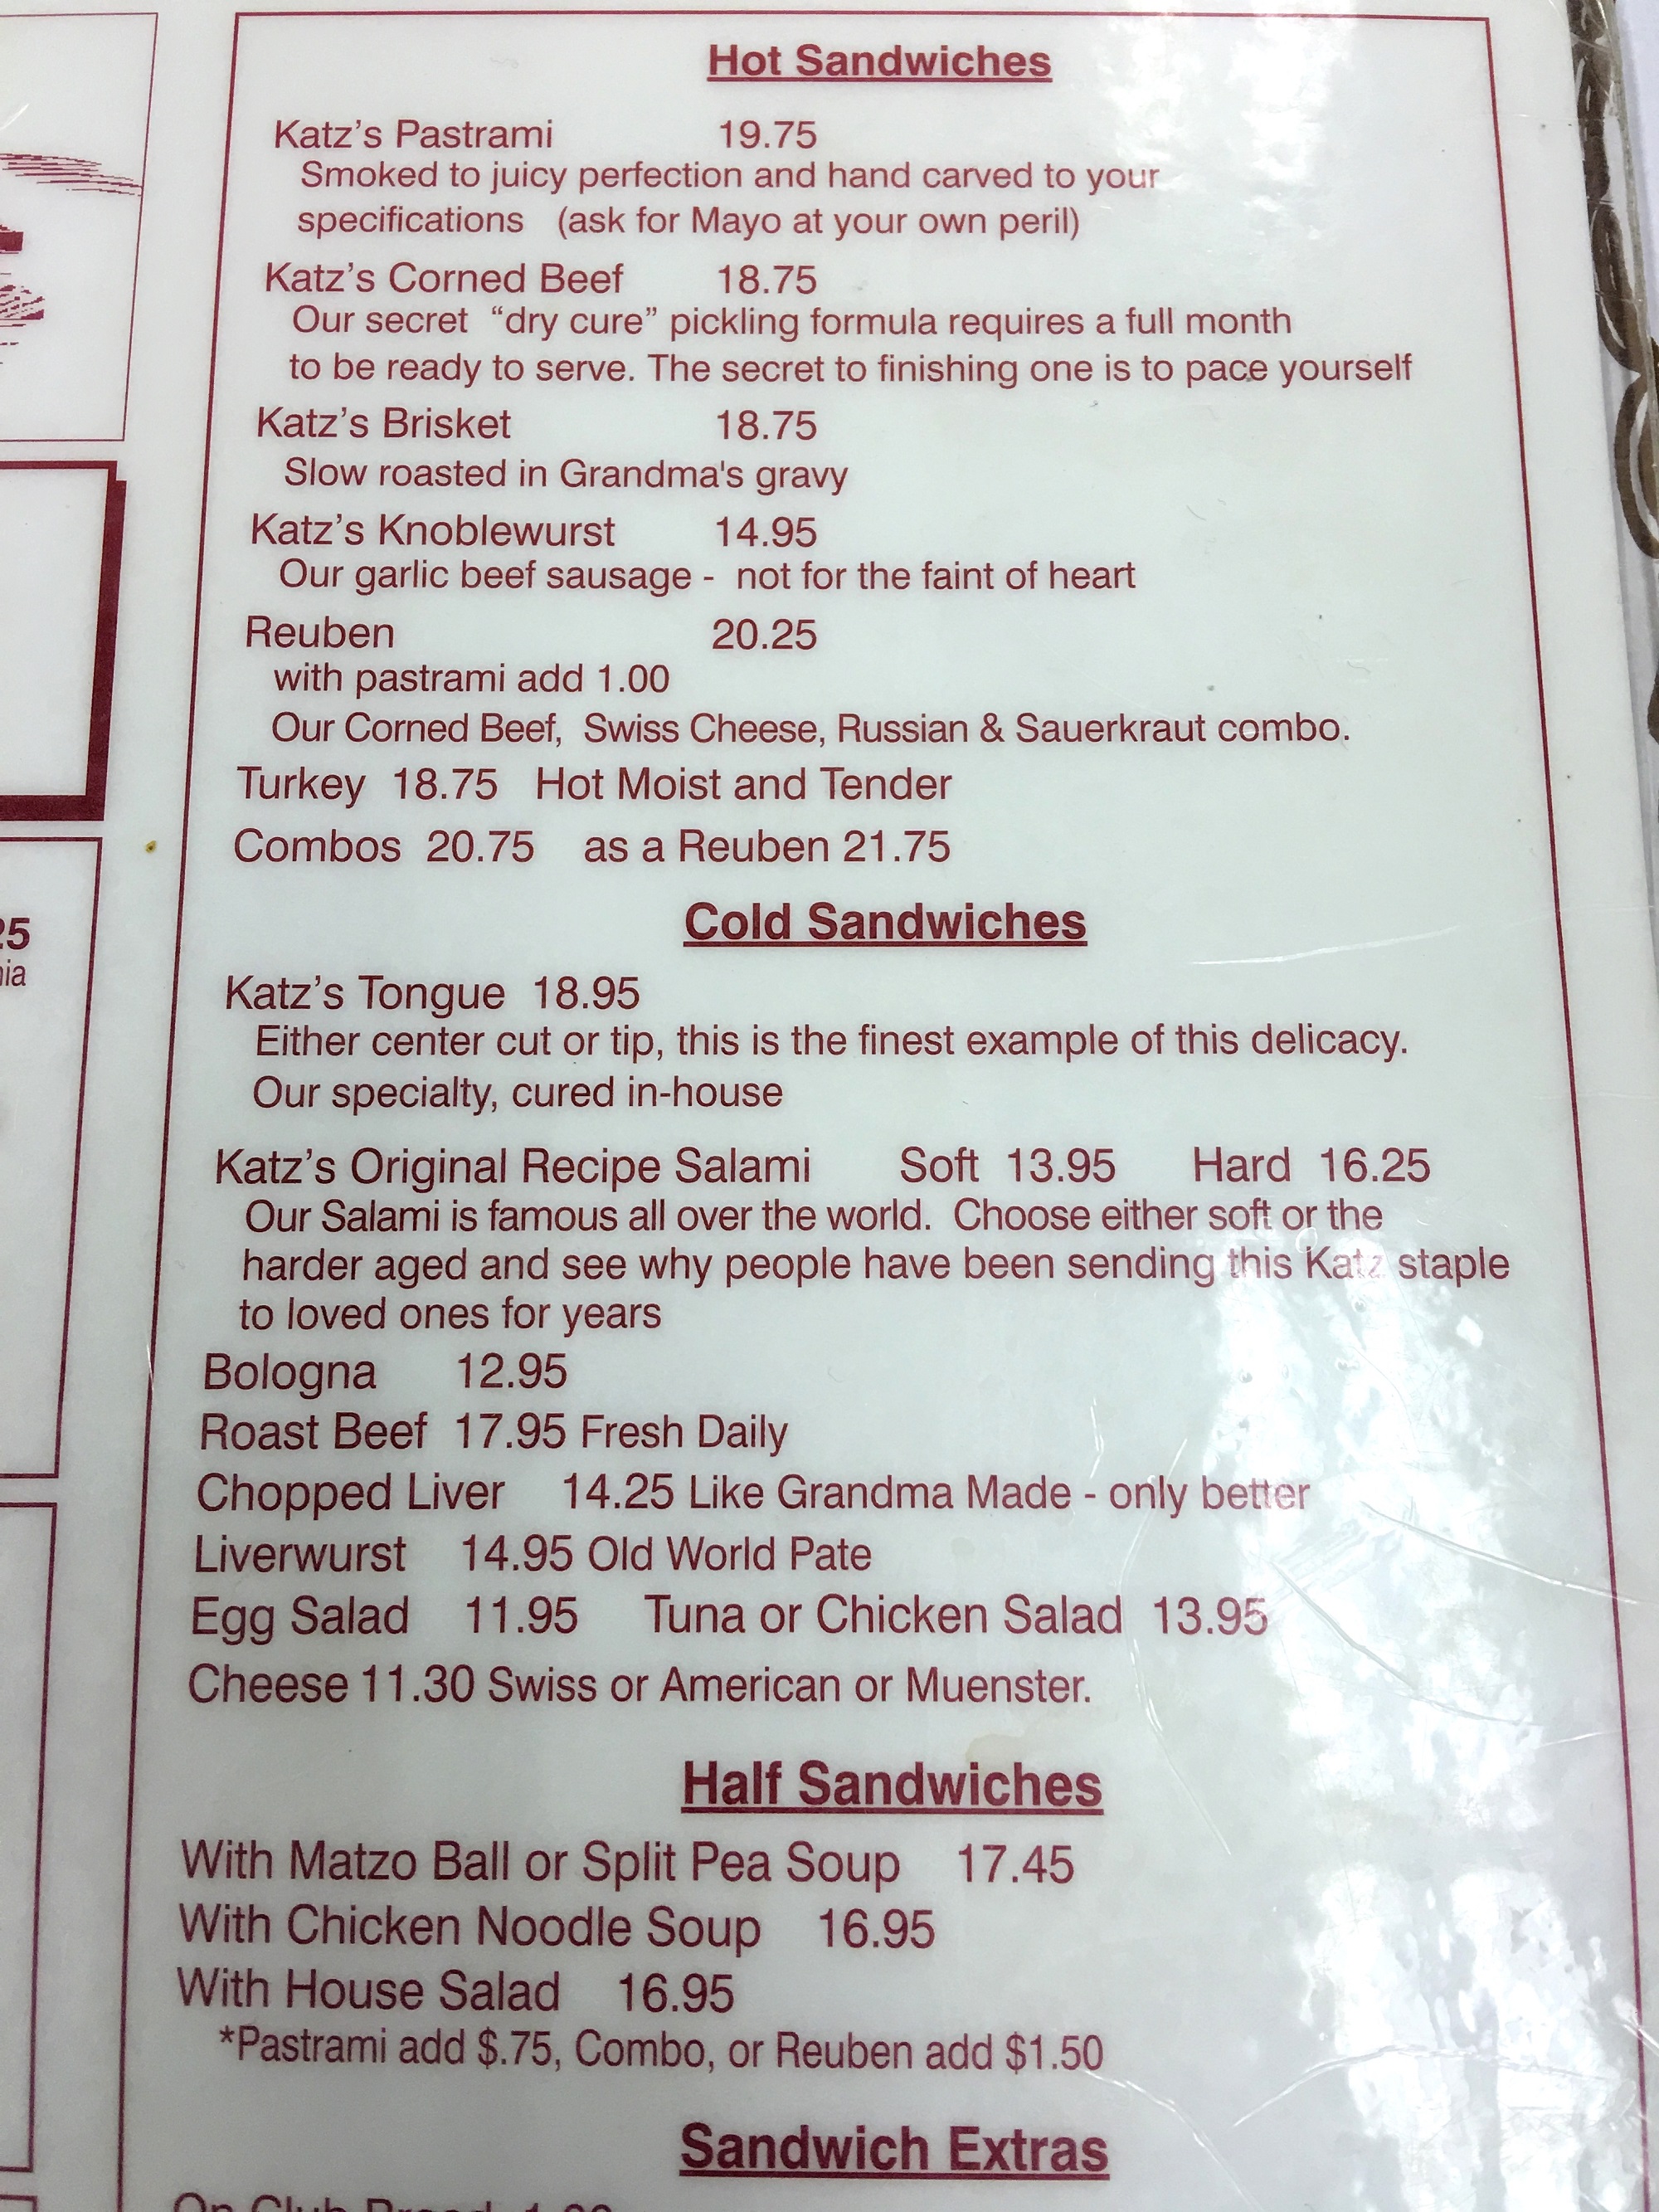 Hot Sandwiches
Katz's Pastrami 19.75
Smoked to juicy perfection and hand carved to your
specifications (ask for Mayo at your own peril)
Katz's Corned Beef 18.75
Our secret “dry cure” pickling formula requires a full month
to be ready to serve. The secret to finishing one is to pace yourself
Katz's Brisket 18.75
Slow roasted in Grandma's gravy
Katz's Knoblewurst 14.95
Our garlic beef sausage - not for the faint of heart
Reuben 20.25
with pastrami add 1.00
Our Corned Beef, Swiss Cheese, Russian & Sauerkraut combo.
Turkey 18.75 Hot Moist and Tender
Combos 20.75 as a Reuben 21.75
Cold Sandwiches
Katz's Tongue 18.95
Either center cut or tip, this is the finest example of this delicacy.
Our specialty, cured in-house
Katz's Original Recipe Salami Soft 13.95 Hard 16.25
Our Salami is famous all over the world. Choose either soft or the
harder aged and see why people have been sending this Katz staple
to loved ones for years
Bologna 12.95
Roast Beef 17.95 Fresh Daily
Chopped Liver 14.25 Like Grandma Made - only better
Liverwurst 14.95 Old World Pate
Egg Salad 11.95 Tuna or Chicken Salad 13.95
Cheese 11.30 Swiss or American or Muenster.
Half Sandwiches
With Matzo Ball or Split Pea Soup 17.45
With Chicken Noodle Soup 16.95
With House Salad 16.95
*Pastrami add $.75, Combo, or Reuben add $1.50
Sandwich Extras